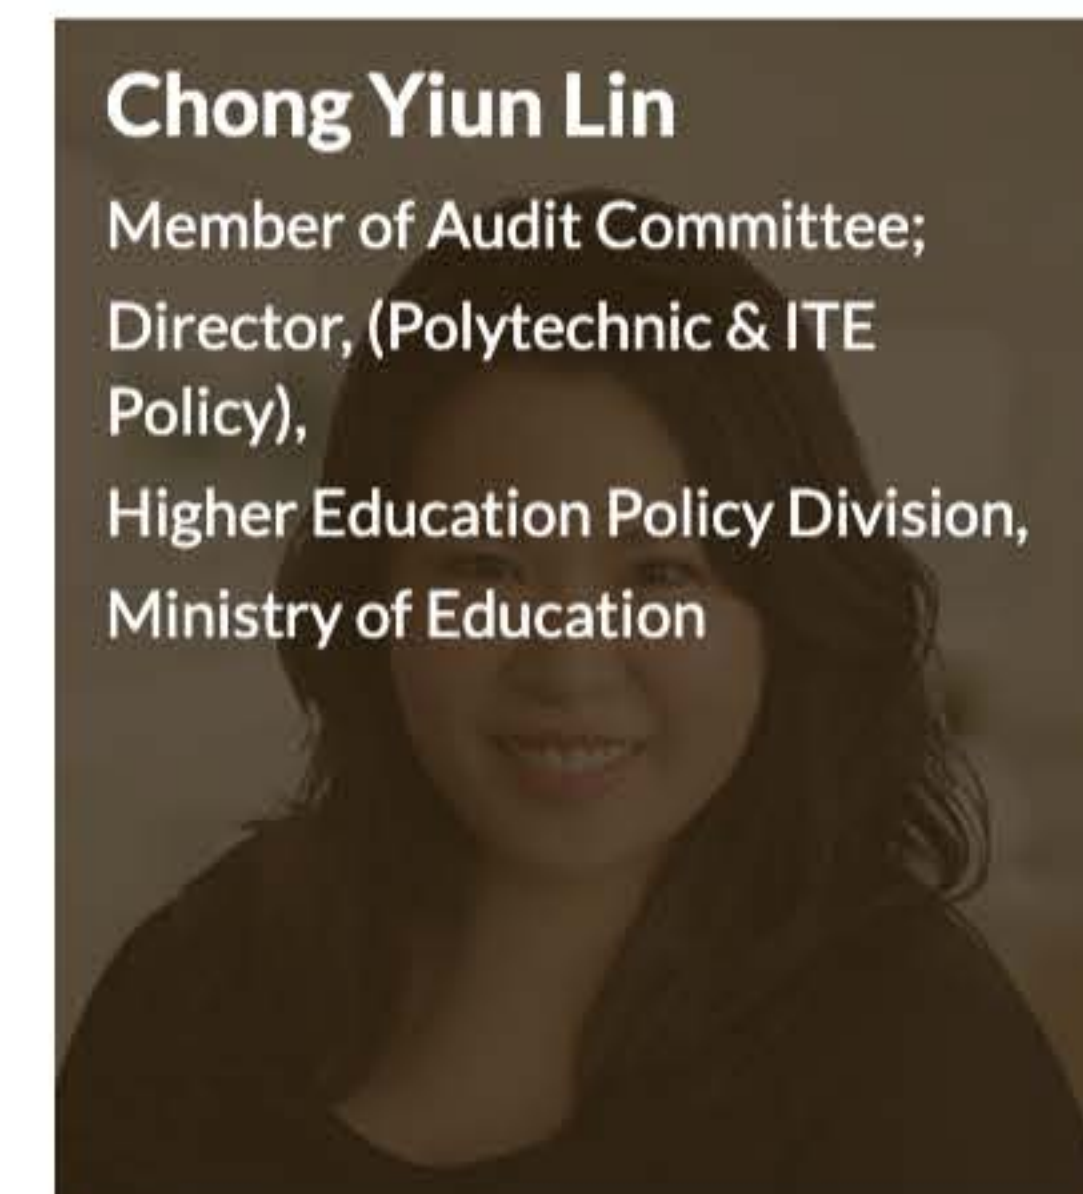 Chong Yiun Lin
Member of Audit Committee;
Director, (Polytechnic & ITE
Policy),
Higher Education Policy Division,
Ministry of Education